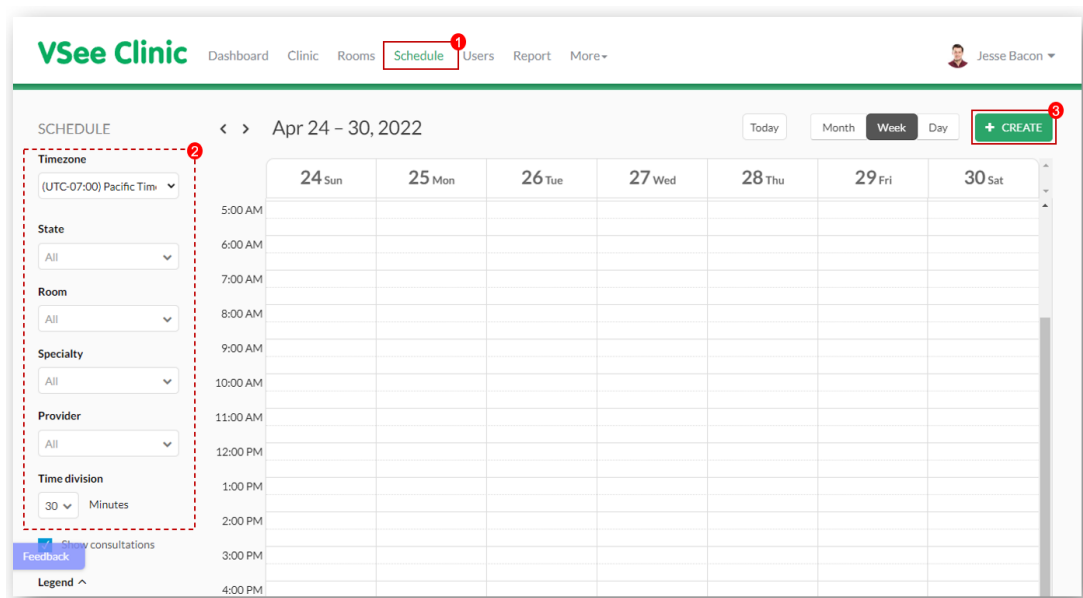 VSee Clinic Dashboard Clinic Rooms Schedule 1 Users Report More Jesse Bacon
SCHEDULE
Apr 24 – 30, 2022 Today Month Week Day + CREATE 3
2
Timezone
(UTC-07:00) Pacific Tim
State
All
Room
All
Specialty
All
Provider
All
Time division
30 Minutes
Show consultations
Feedback
Legend
24 Sun 25 Mon 26 Tue 27 Wed 28 Thu 29 Fri 30 Sat
5:00 AM
6:00 AM
7:00 AM
8:00 AM
9:00 AM
10:00 AM
11:00 AM
12:00 PM
1:00 PM
2:00 PM
3:00 PM
4:00 PM